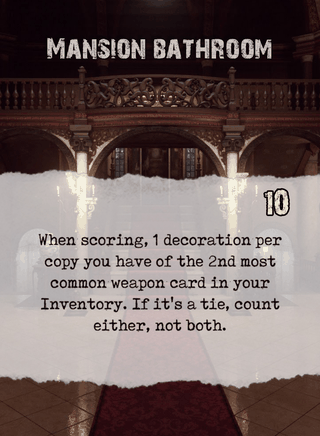 Mansion bathroom
10
When scoring, 1 decoration per
copy you have of the 2nd most
common weapon card in your
Inventory. If it's a tie, count
either, not both.